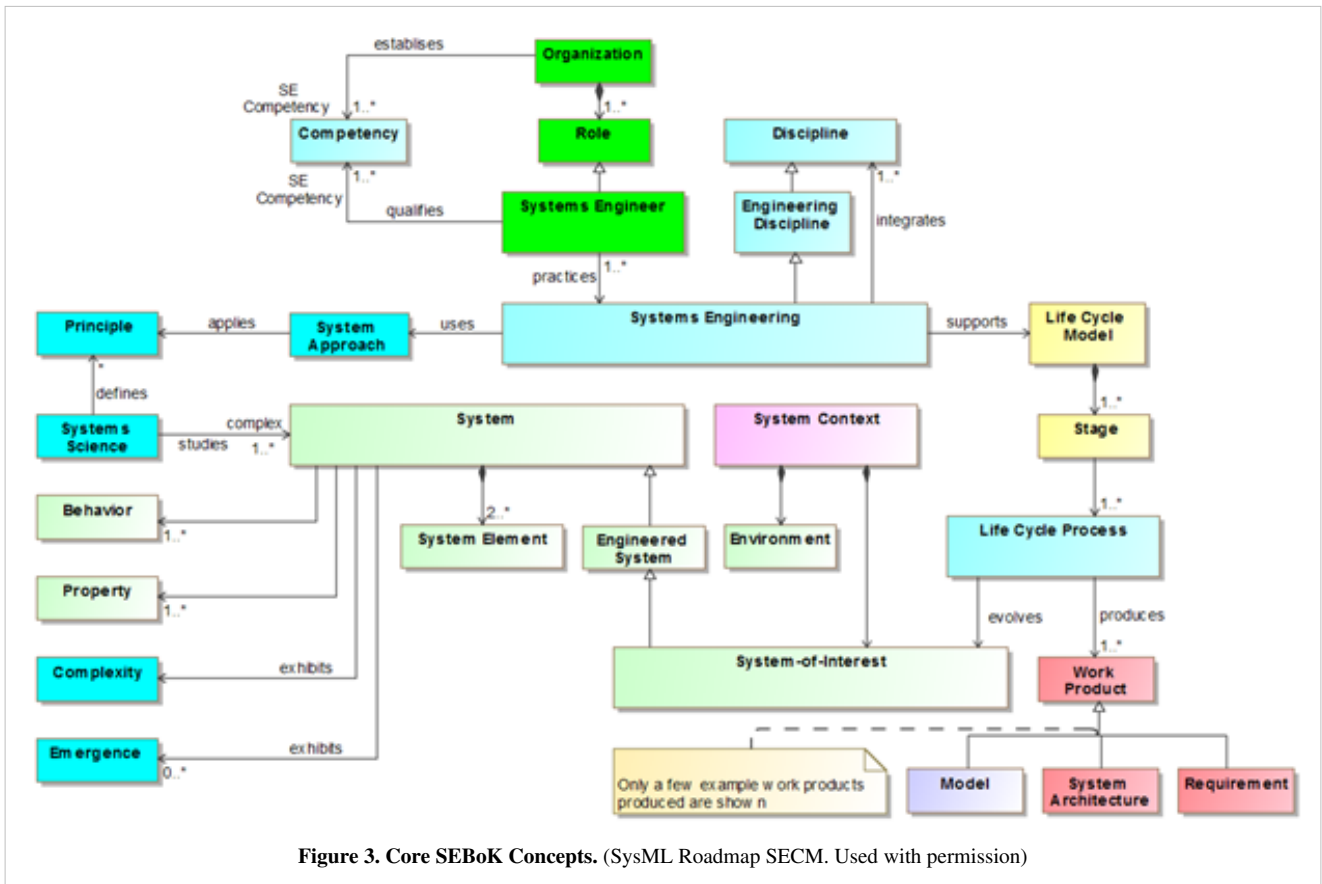 establises
Organization
SE
Competency
1..*
1..*
Competency
Role
Discipline
SE
Competency
1..*
1..*
qualifies
Systems Engineer
Engineering
Discipline
integrates
practices
1..*
Principle
applies
System
Approach
uses
Systems Engineering
supports
Life Cycle
Model
*
defines
1..*
Systems
Science
complex
studies
1..*
System
System Context
Stage
Behavior
1..*
2..*
System Element
Engineered
System
Environment
1..*
Life Cycle Process
Property
1..*
evolves
produces
1..*
System-of-Interest
Complexity
exhibits
Work
Product
Emergence
0..*
exhibits
Only a few example work products
produced are shown
Model
System
Architecture
Requirement
Figure 3. Core SEBoK Concepts. (SysML Roadmap SECM. Used with permission)